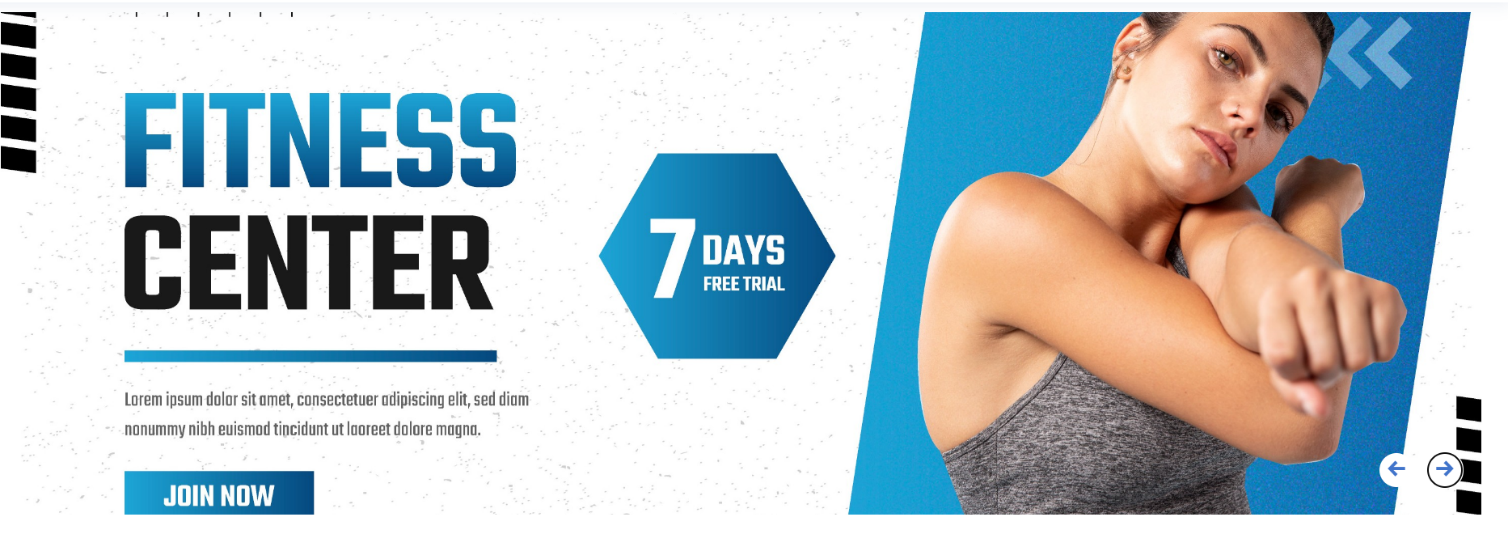 FITNESS
CENTER
7 DAYS
FREE TRIAL
Lorem ipsum dolor sit amet, consectetuer adipiscing elit, sed diam
nonummy nibh euismod tincidunt ut laoreet dolore magna.
JOIN NOW